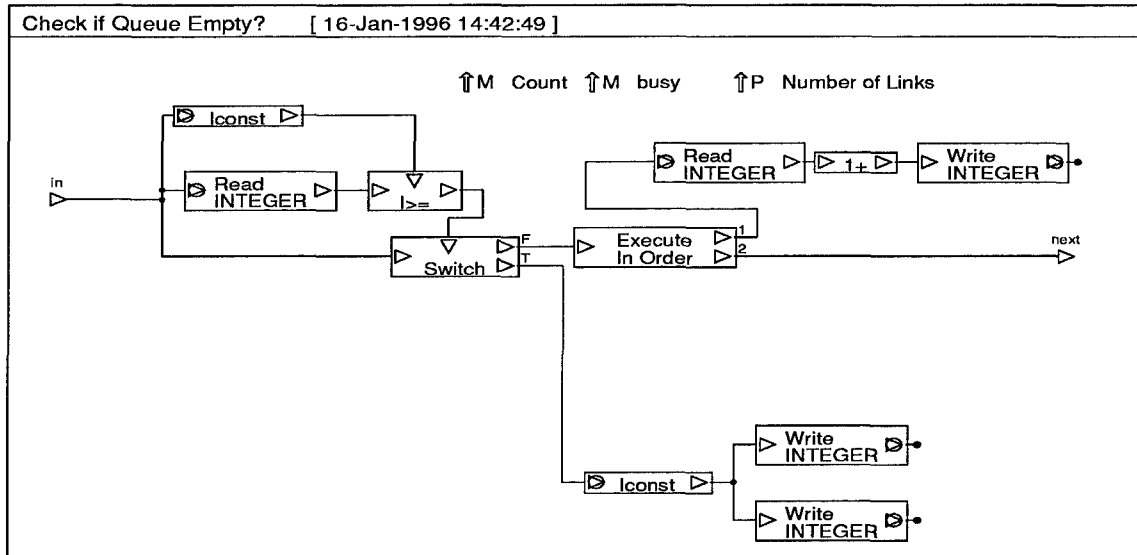 Check if Queue Empty? [ 16-Jan-1996 14:42:49 ]
⇑M Count ⇑M busy ⇑P Number of Links
Iconst
in
Read
INTEGER
I>=
Switch
F
T
Execute
In Order
1
2
Read
INTEGER
1+
Write
INTEGER
next
Iconst
Write
INTEGER
Write
INTEGER